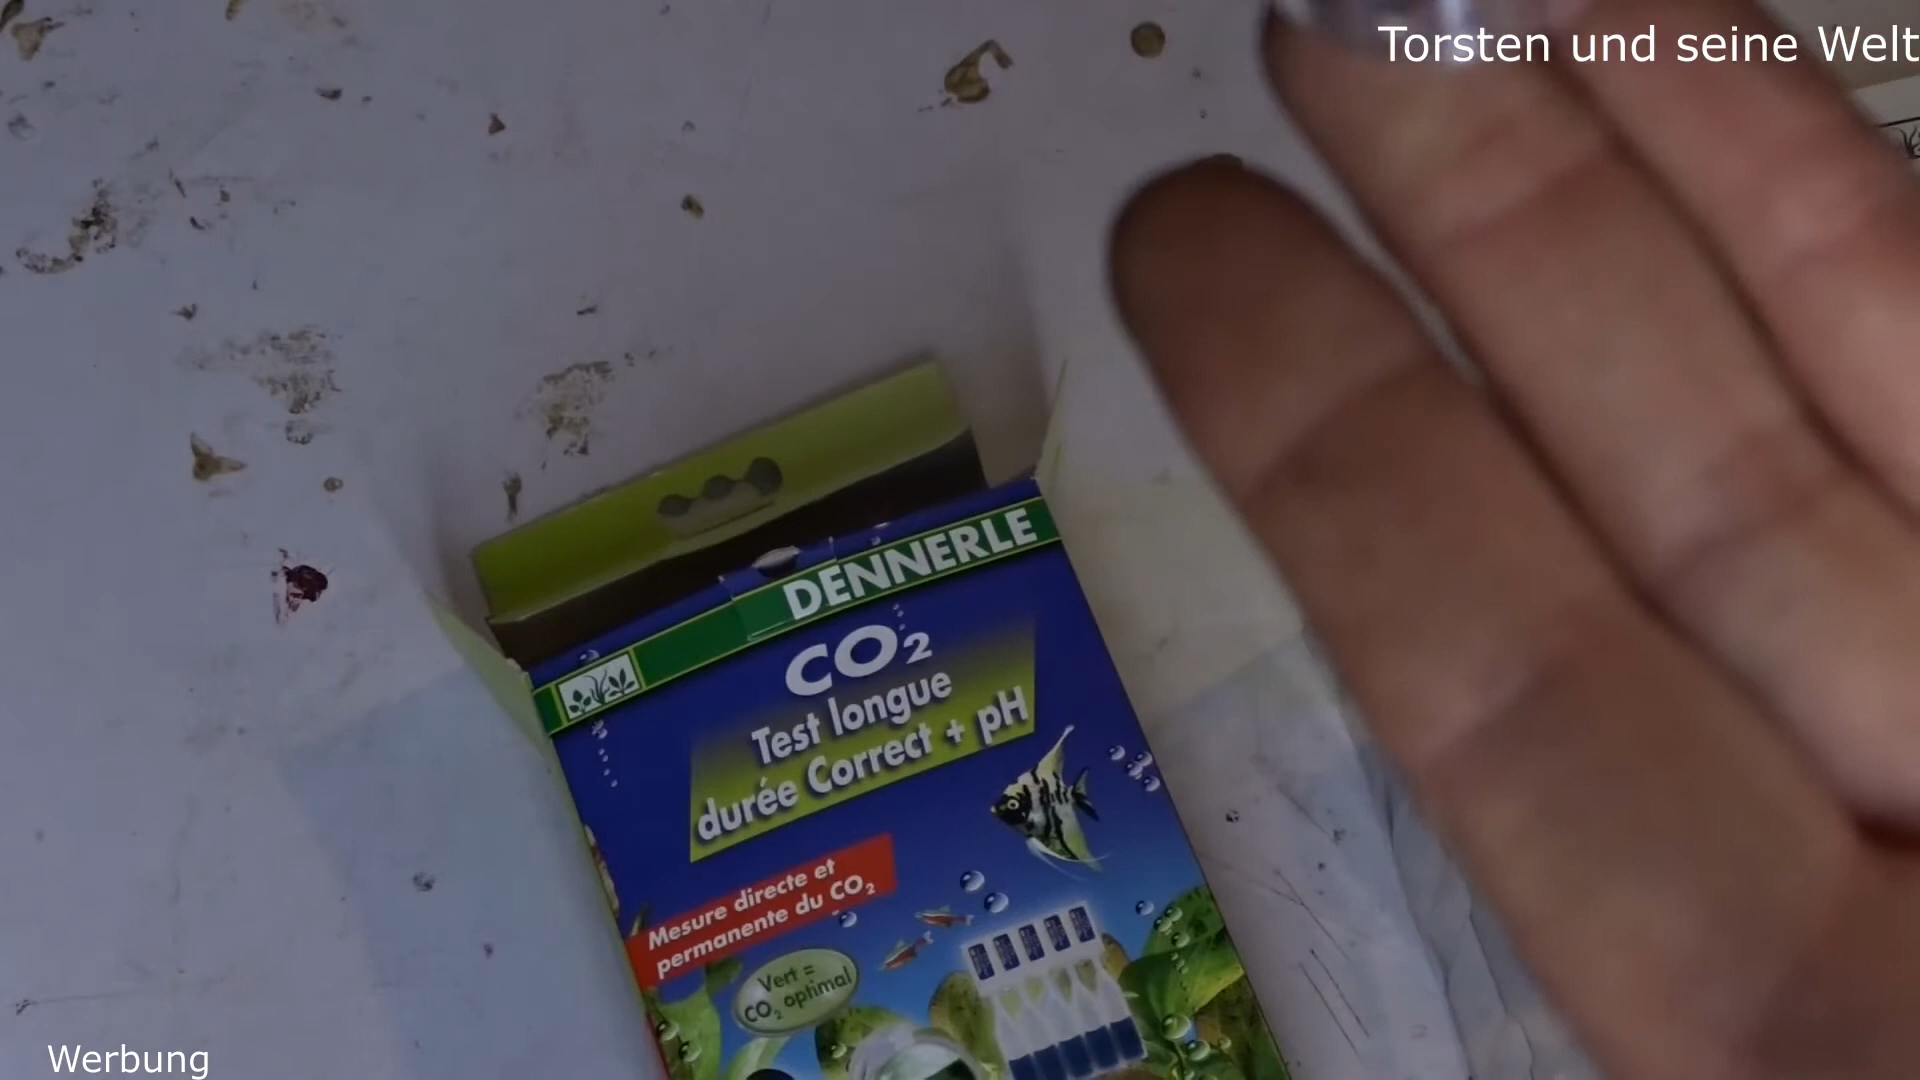 Torsten und seine Welt
DENNERLE
CO₂
Test longue
durée Correct + pH
Mesure directe et
permanente du CO₂
Vert =
CO₂ optimal
Werbung